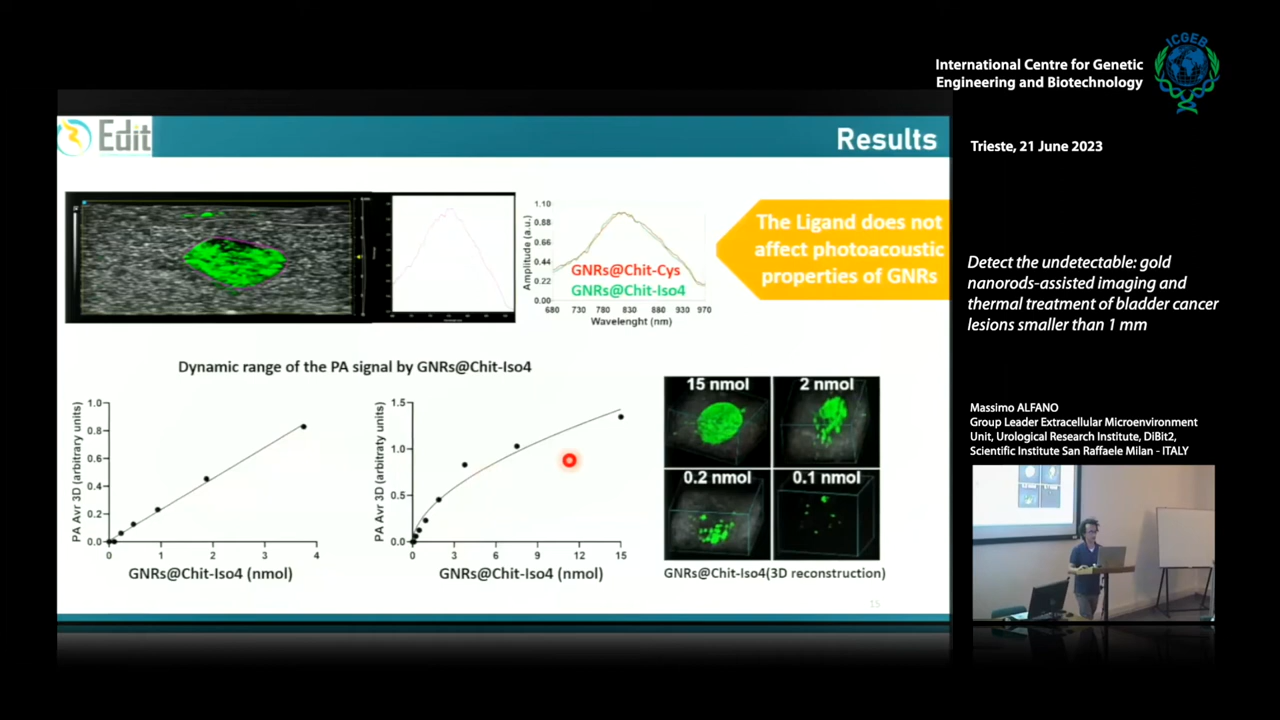 International Centre for Genetic
Engineering and Biotechnology
ICGEB
Trieste, 21 June 2023
Detect the undetectable: gold
nanorods-assisted imaging and
thermal treatment of bladder cancer
lesions smaller than 1 mm
Massimo ALFANO
Group Leader Extracellular Microenvironment
Unit, Urological Research Institute, DiBit2,
Scientific Institute San Raffaele Milan - ITALY
Edit
Results
1.10
0.88
0.66
0.44
0.22
0.00
Amplitude (a.u.)
GNRs@Chit-Cys
GNRs@Chit-Iso4
680 730 780 830 880 930 970
Wavelenght (nm)
The Ligand does not
affect photoacoustic
properties of GNRs
Dynamic range of the PA signal by GNRs@Chit-Iso4
PA Avr 3D (arbitrary units)
1.0
0.8
0.6
0.4
0.2
0.0
0 1 2 3 4
GNRs@Chit-Iso4 (nmol)
PA Avr 3D (arbitraty units)
1.5
1.0
0.5
0.0
0 3 6 9 12 15
GNRs@Chit-Iso4 (nmol)
15 nmol
2 nmol
0.2 nmol
0.1 nmol
GNRs@Chit-Iso4(3D reconstruction)
15